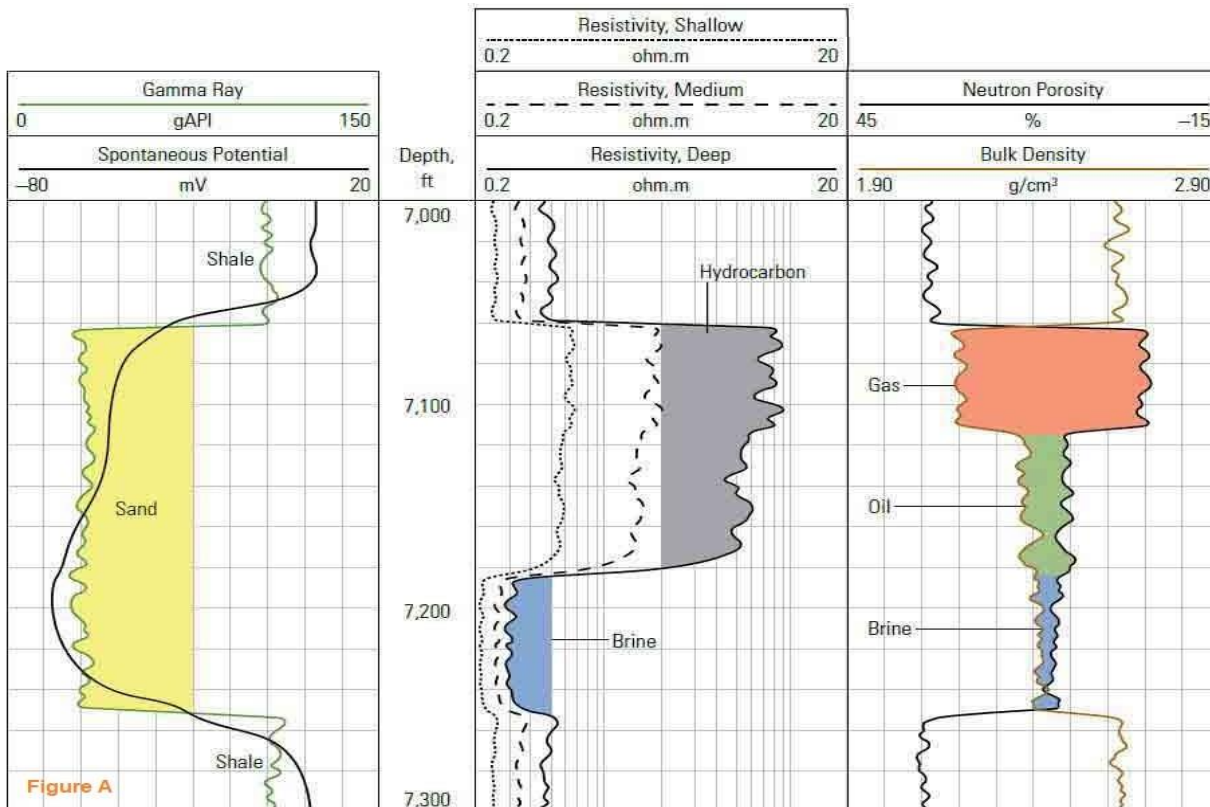 Resistivity, Shallow
0.2 ohm.m 20
Gamma Ray
0 gAPI 150
Resistivity, Medium
0.2 ohm.m 20
Neutron Porosity
45 % –15
Spontaneous Potential
–80 mV 20
Depth,
ft
Resistivity, Deep
0.2 ohm.m 20
Bulk Density
1.90 g/cm³ 2.90
7,000
Shale
Hydrocarbon
Gas
7,100
Sand
Oil
7,200
Brine
Brine
Shale
Figure A
7,300